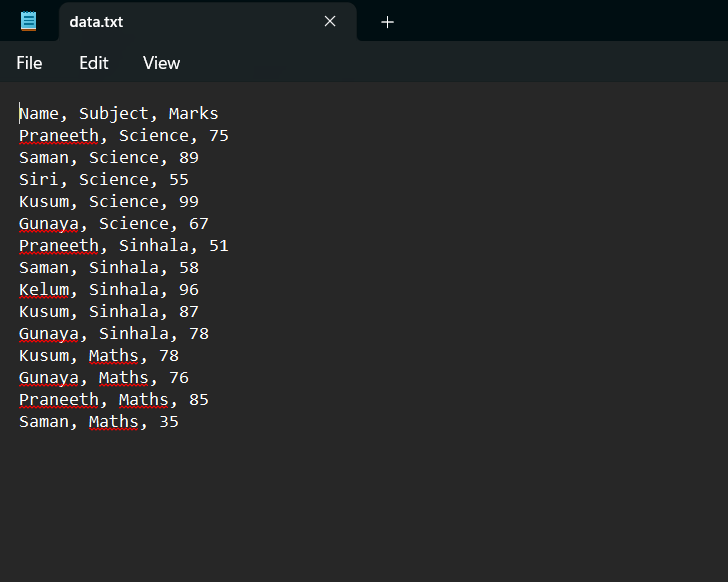 data.txt
File Edit View
Name, Subject, Marks
Praneeth, Science, 75
Saman, Science, 89
Siri, Science, 55
Kusum, Science, 99
Gunaya, Science, 67
Praneeth, Sinhala, 51
Saman, Sinhala, 58
Kelum, Sinhala, 96
Kusum, Sinhala, 87
Gunaya, Sinhala, 78
Kusum, Maths, 78
Gunaya, Maths, 76
Praneeth, Maths, 85
Saman, Maths, 35